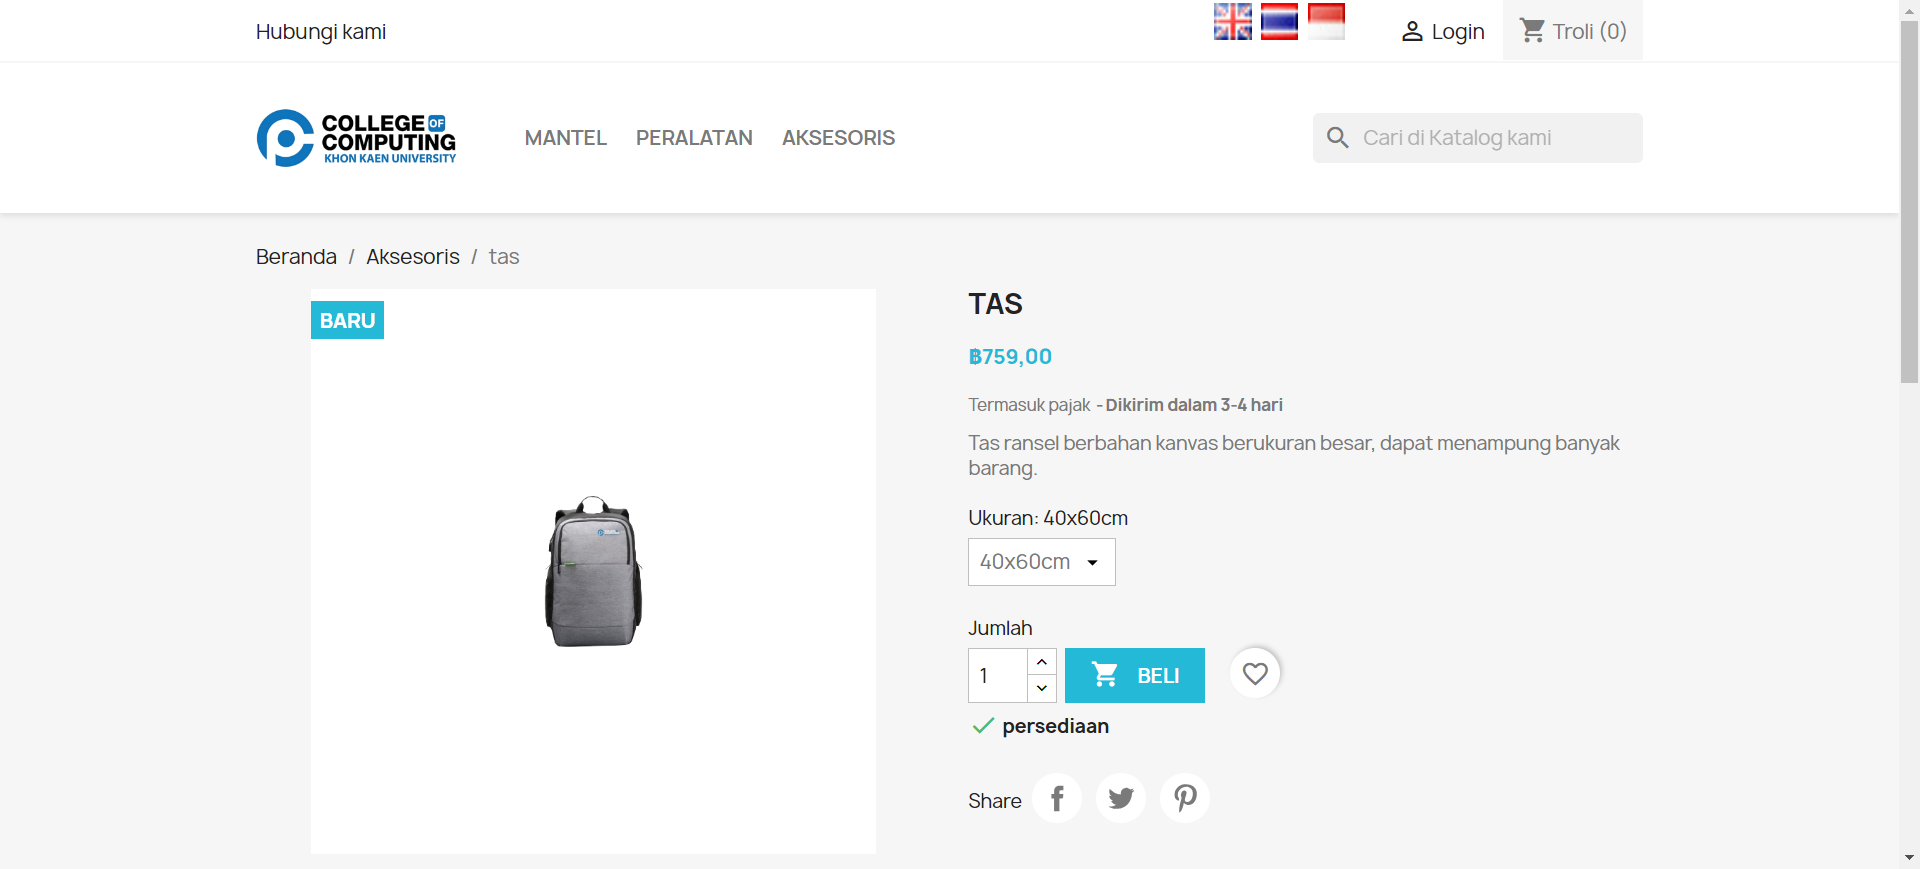 Hubungi kami
Login
Troli (0)
COLLEGE OF
COMPUTING
KHON KAEN UNIVERSITY
MANTEL
PERALATAN
AKSESORIS
Cari di Katalog kami
Beranda / Aksesoris / tas
BARU
TAS
฿759,00
Termasuk pajak - Dikirim dalam 3-4 hari
Tas ransel berbahan kanvas berukuran besar, dapat menampung banyak
barang.
Ukuran: 40x60cm
40x60cm
Jumlah
1
BELI
persediaan
Share